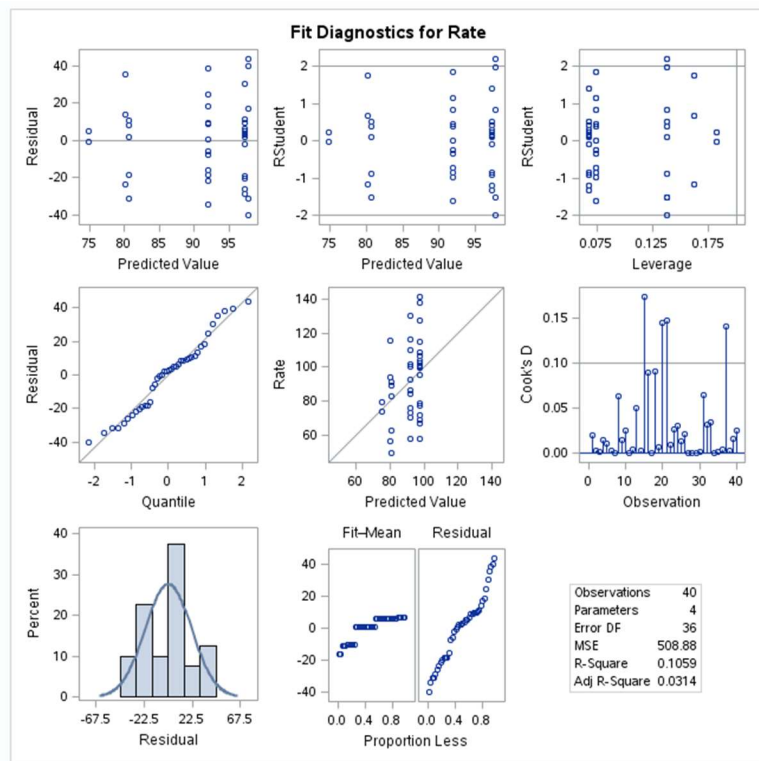 Fit Diagnostics for Rate
Residual
40
20
0
-20
-40
75 80 85 90 95
Predicted Value
RStudent
2
1
0
-1
-2
75 80 85 90 95
Predicted Value
RStudent
2
1
0
-1
-2
0.075 0.125 0.175
Leverage
Residual
40
20
0
-20
-40
-2 -1 0 1 2
Quantile
Rate
140
120
100
80
60
60 80 100 120 140
Predicted Value
Cook's D
0.15
0.10
0.05
0.00
0 10 20 30 40
Observation
Percent
40
30
20
10
0
-67.5 -22.5 22.5 67.5
Residual
Fit–Mean Residual
40
20
0
-20
-40
0.0 0.4 0.8 0.0 0.4 0.8
Proportion Less
Observations 40
Parameters 4
Error DF 36
MSE 508.88
R-Square 0.1059
Adj R-Square 0.0314